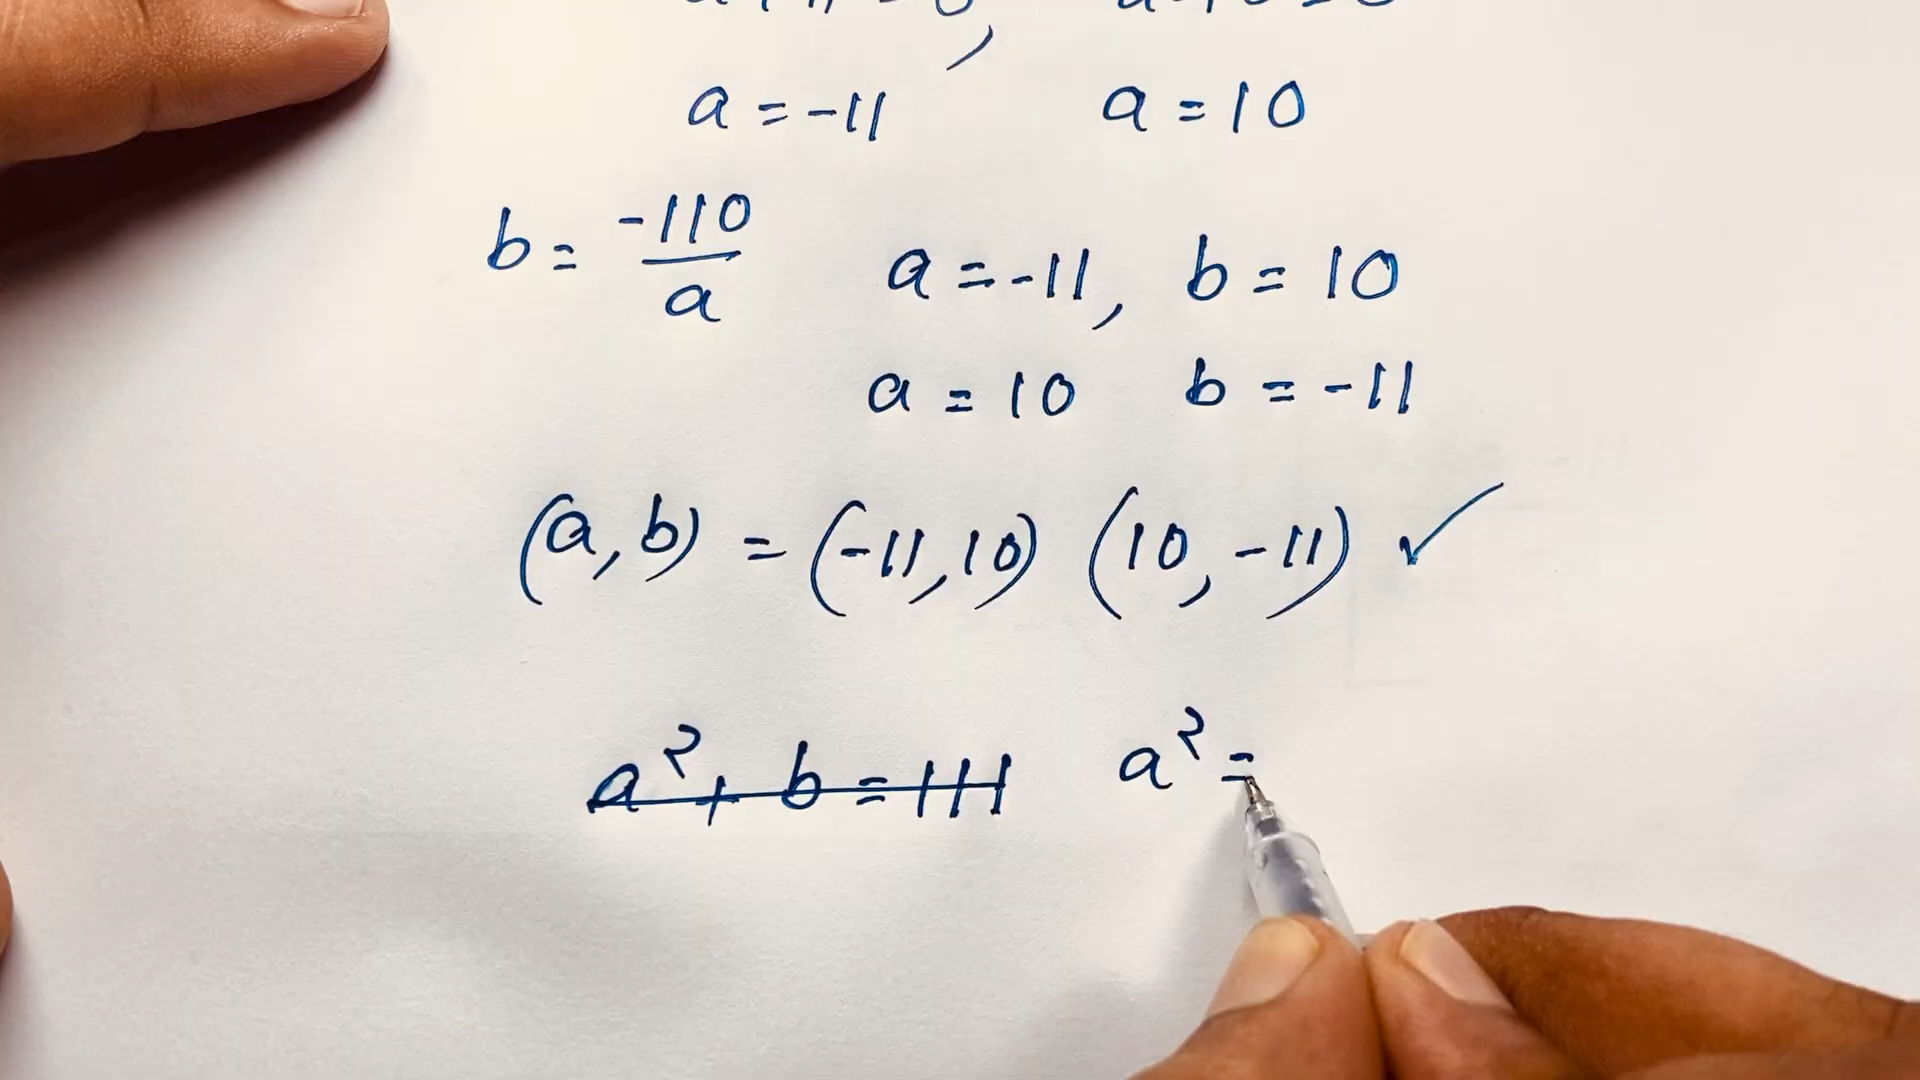 a = -11 a = 10
b = -110/a a = -11, b = 10
a = 10 b = -11
(a, b) = (-11, 10) (10, -11) ✓
a² + b = 111 a² =